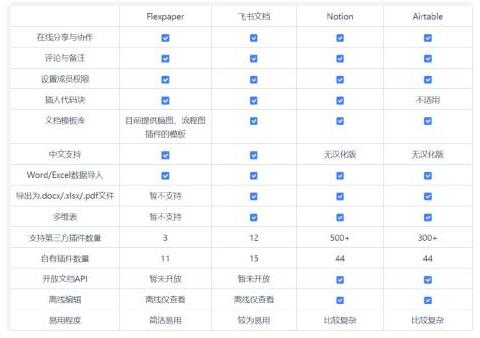 Flexpaper 飞书文档 Notion Airtable
在线分享与协作
评论与备注
设置成员权限
插入代码块 不适用
文档模板库 目前提供脑图、流程图
插件的模板
中文支持 无汉化版 无汉化版
Word/Excel数据导入
导出为.docx/.xlsx/.pdf文件 暂不支持
多维表 暂不支持
支持第三方插件数量 3 12 500+ 300+
自有插件数量 11 15 44 44
开放文档API 暂未开放 暂未开放
离线编辑 离线仅查看 离线仅查看
易用程度 简洁易用 较为易用 比较复杂 比较复杂